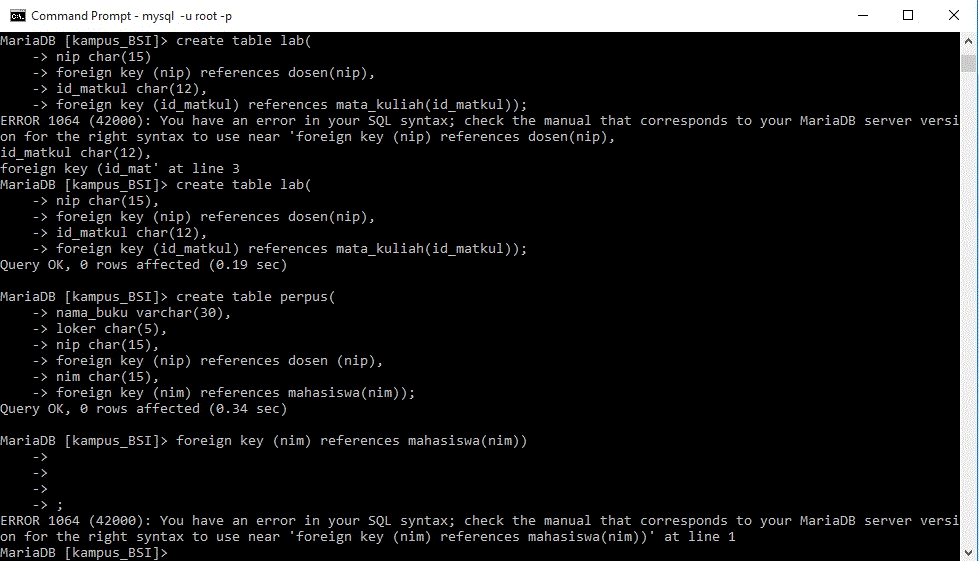 Command Prompt - mysql  -u root -p
MariaDB [kampus_BSI]> create table lab(
    -> nip char(15)
    -> foreign key (nip) references dosen(nip),
    -> id_matkul char(12),
    -> foreign key (id_matkul) references mata_kuliah(id_matkul));
ERROR 1064 (42000): You have an error in your SQL syntax; check the manual that corresponds to your MariaDB server versi
on for the right syntax to use near 'foreign key (nip) references dosen(nip),
id_matkul char(12),
foreign key (id_mat' at line 3
MariaDB [kampus_BSI]> create table lab(
    -> nip char(15),
    -> foreign key (nip) references dosen(nip),
    -> id_matkul char(12),
    -> foreign key (id_matkul) references mata_kuliah(id_matkul));
Query OK, 0 rows affected (0.19 sec)
MariaDB [kampus_BSI]> create table perpus(
    -> nama_buku varchar(30),
    -> loker char(5),
    -> nip char(15),
    -> foreign key (nip) references dosen (nip),
    -> nim char(15),
    -> foreign key (nim) references mahasiswa(nim));
Query OK, 0 rows affected (0.34 sec)
MariaDB [kampus_BSI]> foreign key (nim) references mahasiswa(nim))
    ->
    ->
    ->
    -> ;
ERROR 1064 (42000): You have an error in your SQL syntax; check the manual that corresponds to your MariaDB server versi
on for the right syntax to use near 'foreign key (nim) references mahasiswa(nim))' at line 1
MariaDB [kampus_BSI]>